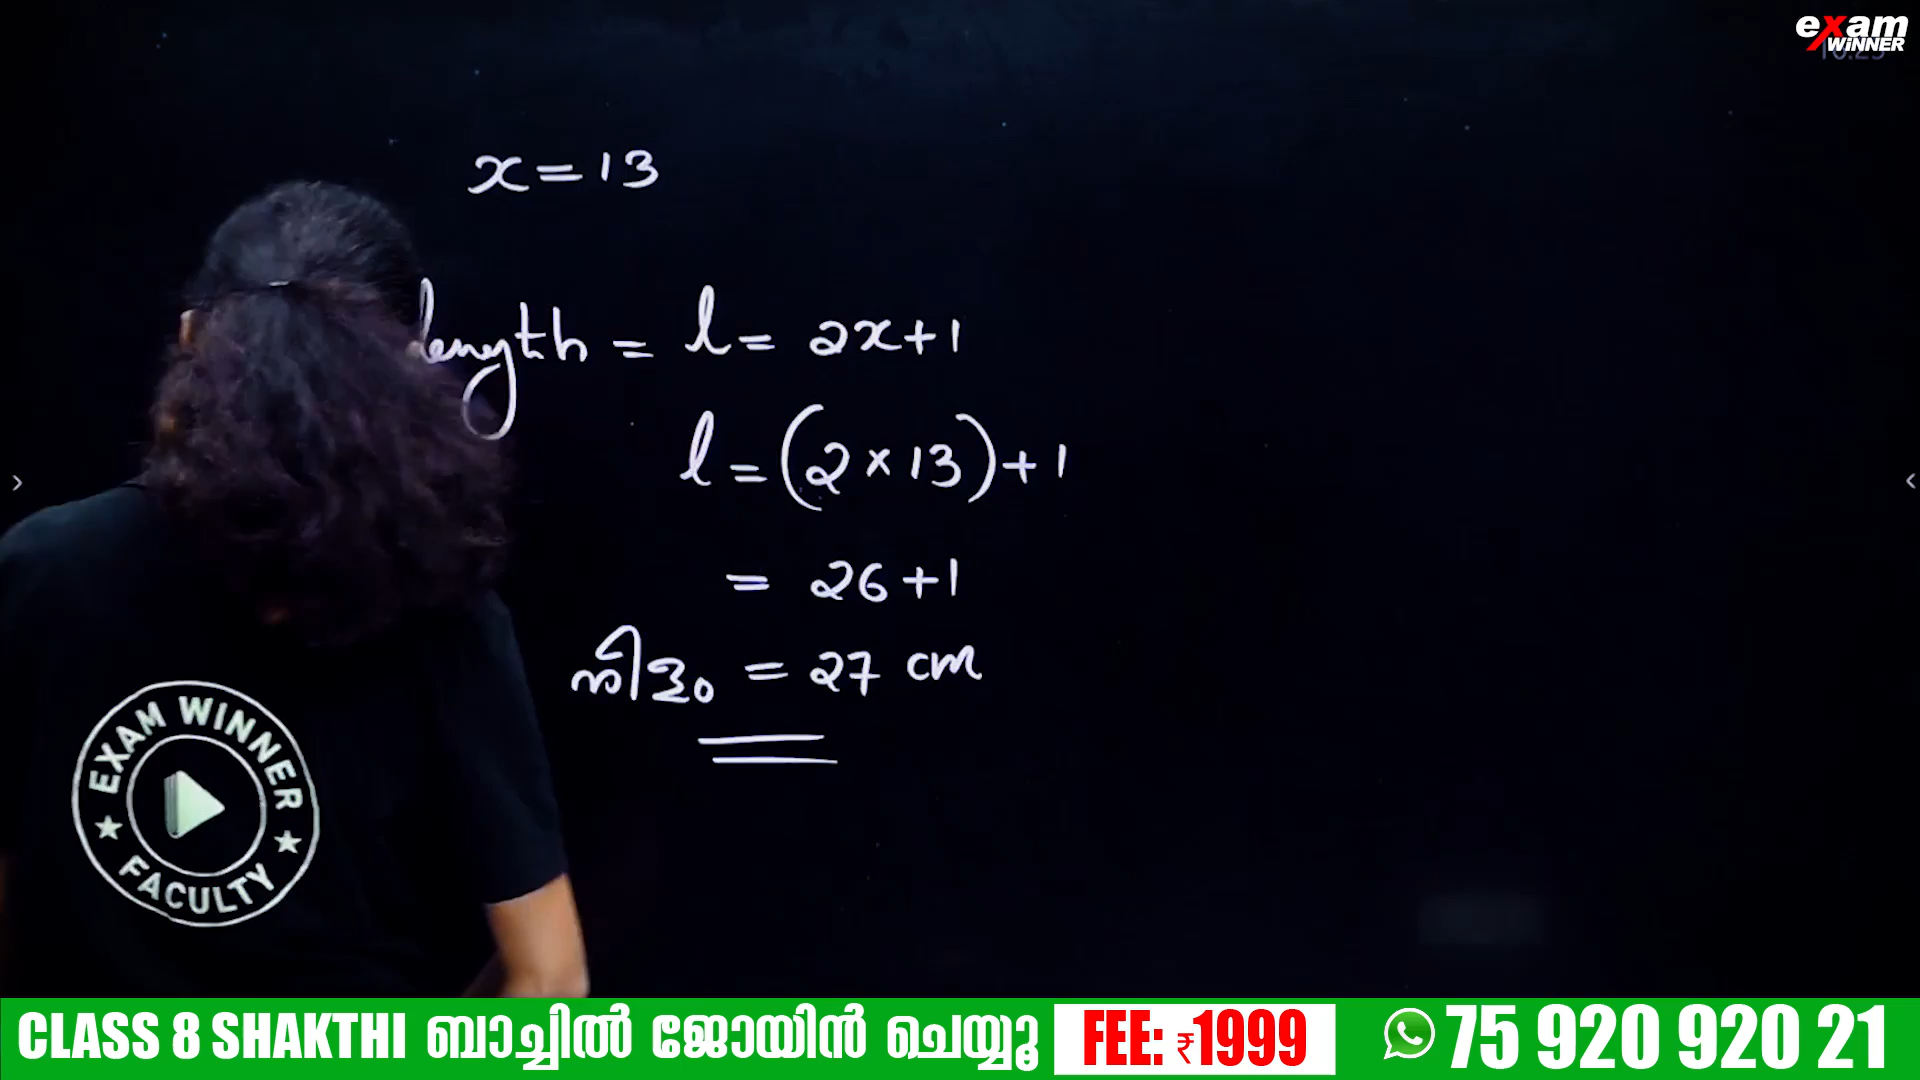 exam
WINNER
x = 13
length = l = 2x+1
l = (2 × 13) + 1
= 26 + 1
നീളം = 27 cm
EXAM WINNER
FACULTY
CLASS 8 SHAKTHI ബാച്ചിൽ ജോയിൻ ചെയ്യൂ FEE: ₹1999 75 920 920 21